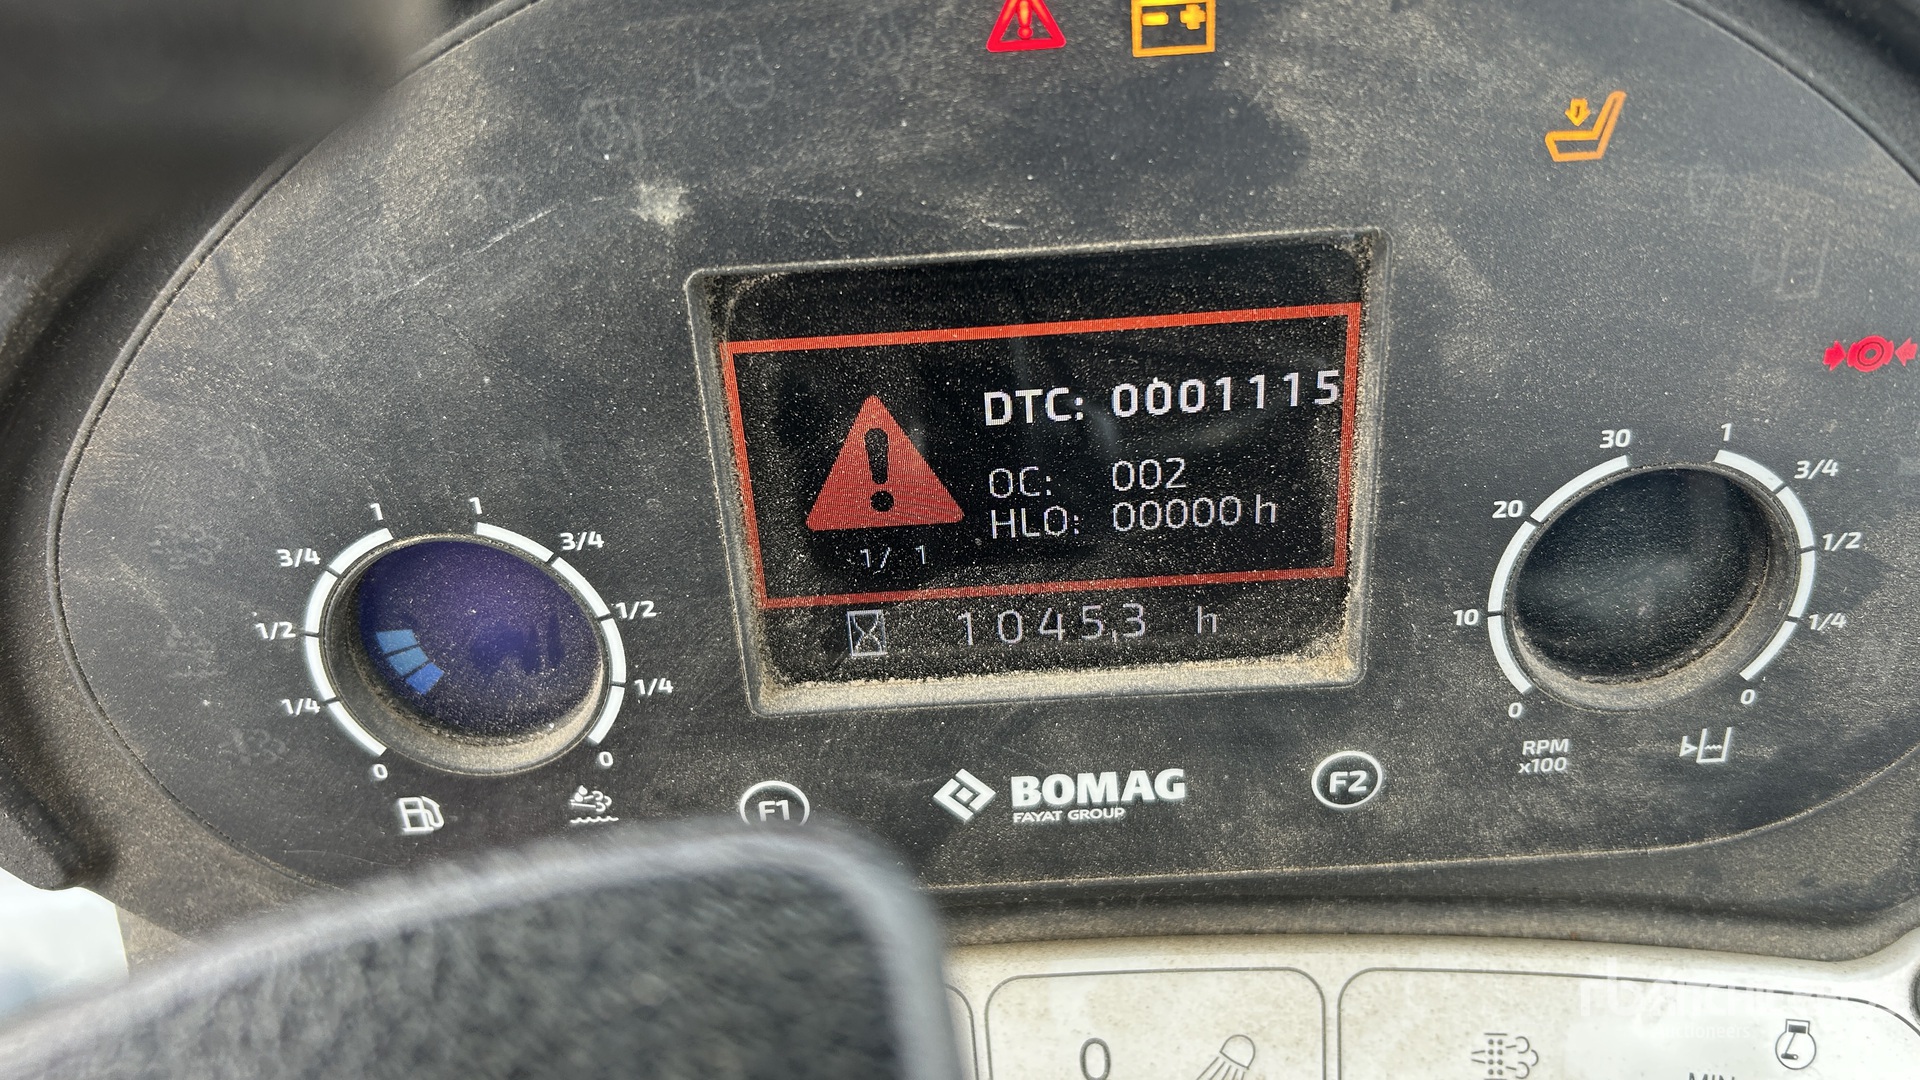 DTC: 0001115
OC: 002
HLO: 00000 h
1/ 1
1045,3 h
1
3/4
1/2
1/4
0
1
3/4
1/2
1/4
0
30
20
10
0
RPM
x100
1
3/4
1/2
1/4
0
F1
BOMAG
FAYAT GROUP
F2
0
MIN